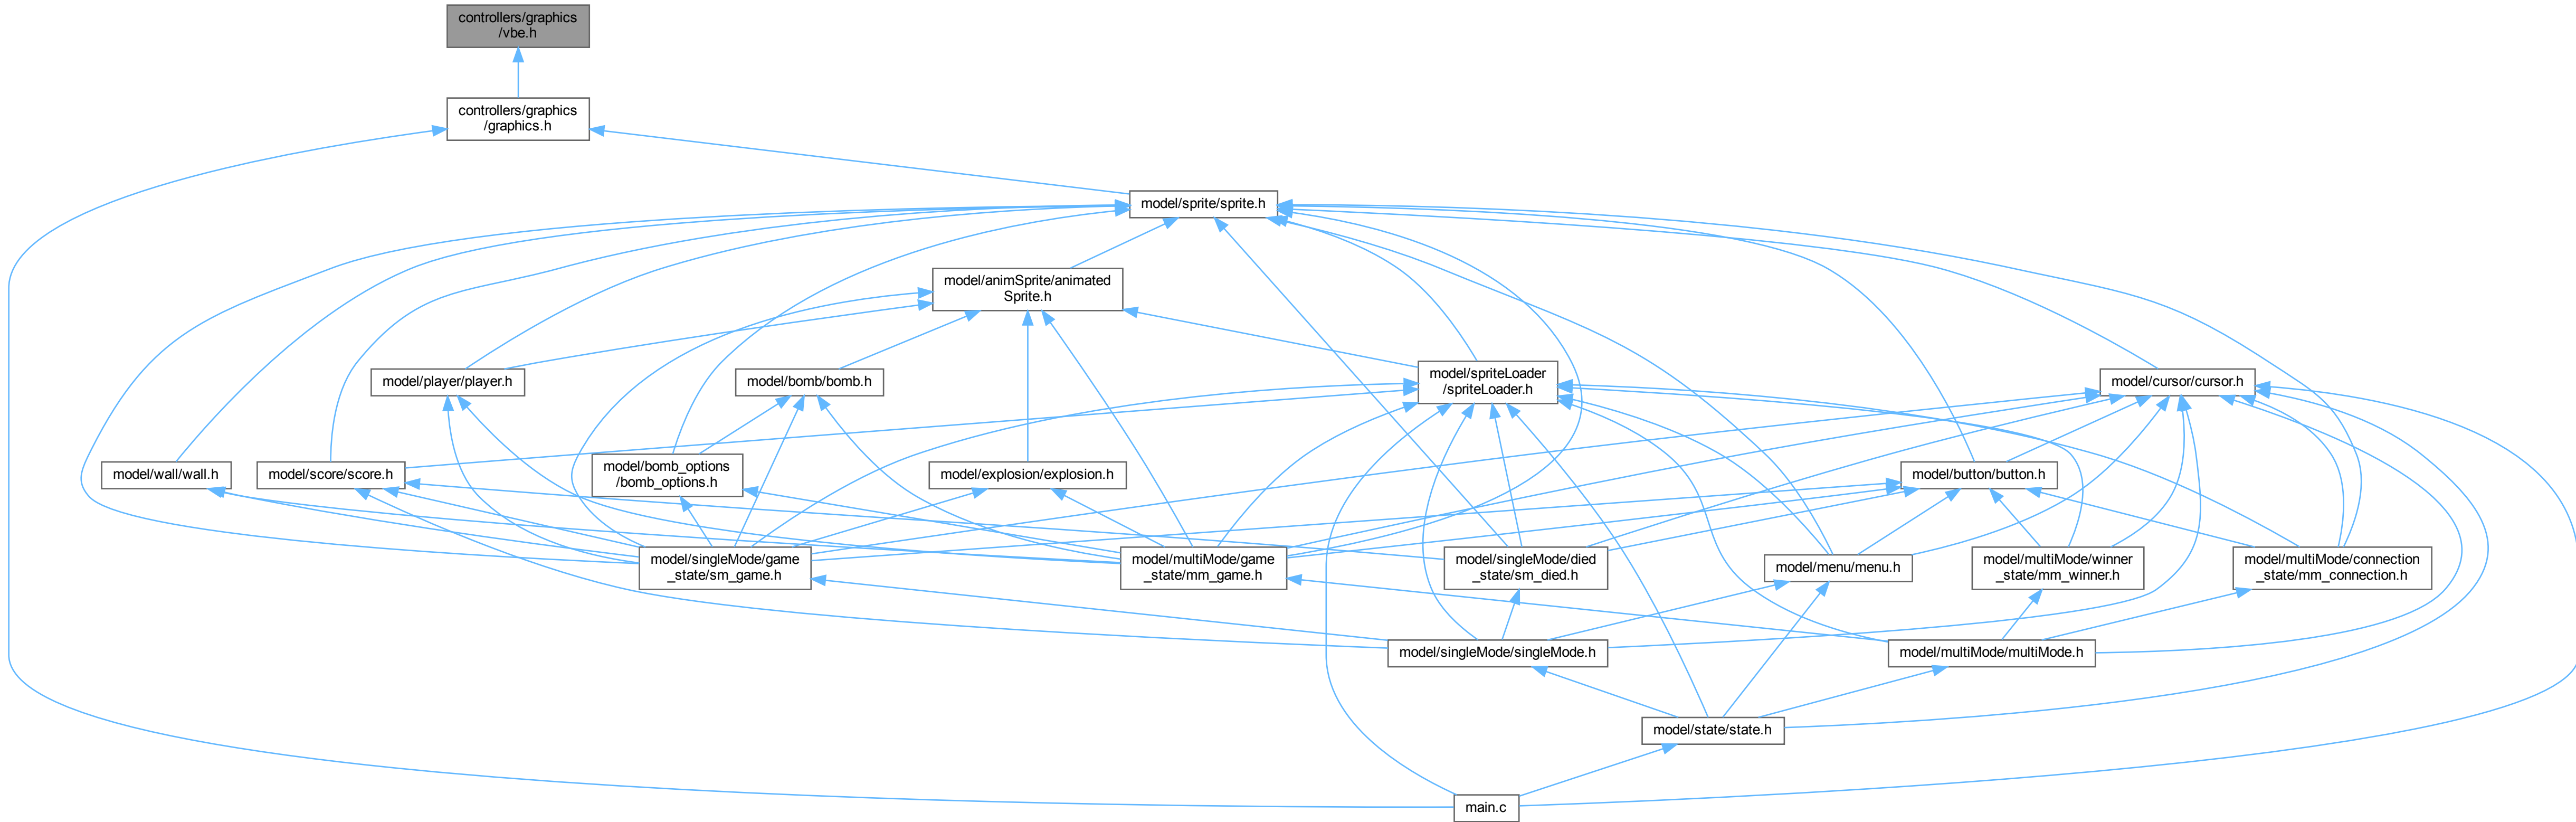 controllers/graphics
/vbe.h
controllers/graphics
/graphics.h
model/sprite/sprite.h
model/animSprite/animated
Sprite.h
model/player/player.h
model/bomb/bomb.h
model/spriteLoader
/spriteLoader.h
model/cursor/cursor.h
model/wall/wall.h
model/score/score.h
model/bomb_options
/bomb_options.h
model/explosion/explosion.h
model/button/button.h
model/singleMode/game
_state/sm_game.h
model/multiMode/game
_state/mm_game.h
model/singleMode/died
_state/sm_died.h
model/menu/menu.h
model/multiMode/winner
_state/mm_winner.h
model/multiMode/connection
_state/mm_connection.h
model/singleMode/singleMode.h
model/multiMode/multiMode.h
model/state/state.h
main.c